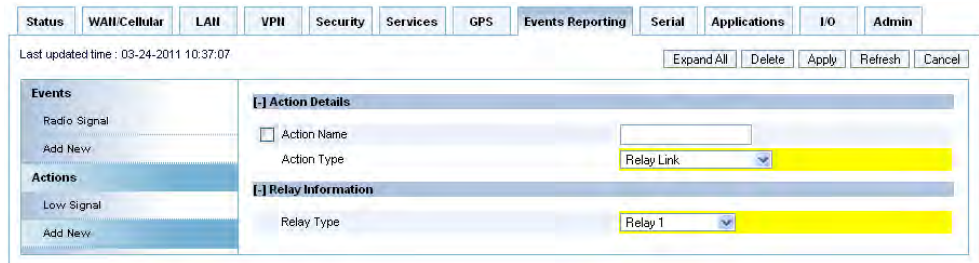 Status WAN/Cellular LAN VPN Security Services GPS Events Reporting Serial Applications I/O Admin
Last updated time : 03-24-2011 10:37:07
Expand All Delete Apply Refresh Cancel
Events
Radio Signal
Add New
Actions
Low Signal
Add New
[-] Action Details
Action Name
Action Type Relay Link
[-] Relay Information
Relay Type Relay 1